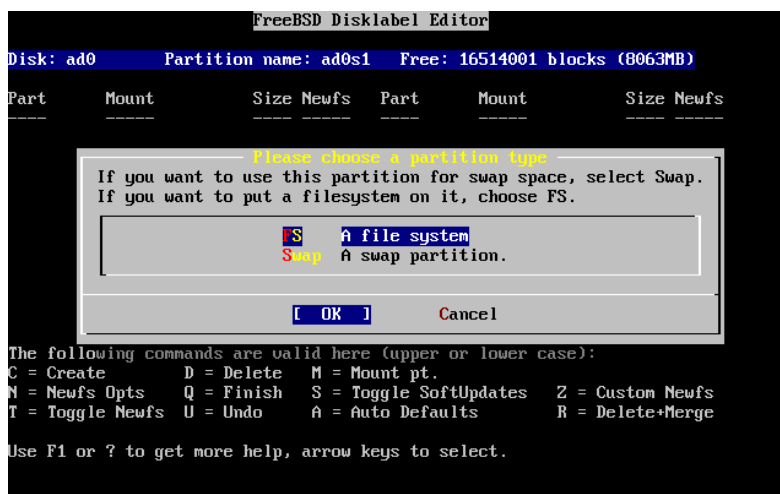 FreeBSD Disklabel Editor
Disk: ad0 Partition name: ad0s1 Free: 16514001 blocks (8063MB)
Part Mount Size Newfs Part Mount Size Newfs
---- ----- ---- ----- ---- ----- ---- -----
Please choose a partition type
If you want to use this partition for swap space, select Swap.
If you want to put a filesystem on it, choose FS.
FS A file system
Swap A swap partition.
[ OK ] Cancel
The following commands are valid here (upper or lower case):
C = Create D = Delete M = Mount pt.
N = Newfs Opts Q = Finish S = Toggle SoftUpdates Z = Custom Newfs
T = Toggle Newfs U = Undo A = Auto Defaults R = Delete+Merge
Use F1 or ? to get more help, arrow keys to select.